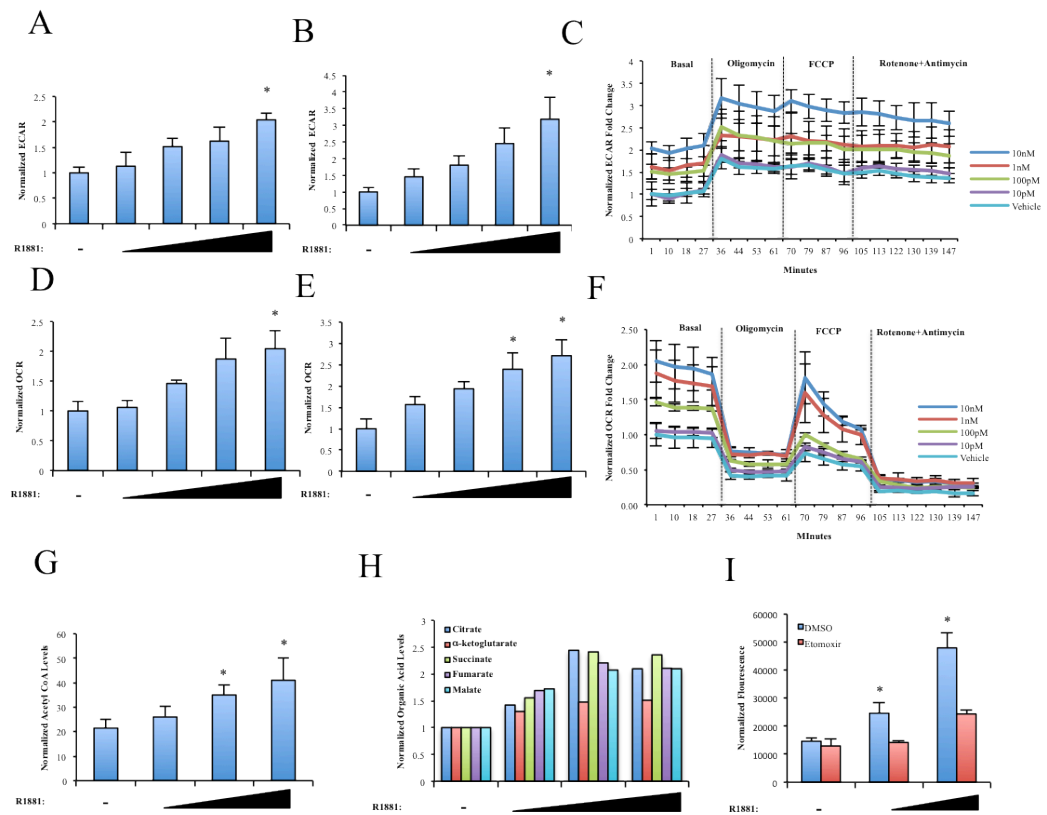 A
B
C
Normalized ECAR
2.5
2
1.5
1
0.5
0
*
R1881:
-
Normalized ECAR
4.5
4
3.5
3
2.5
2
1.5
1
0.5
0
*
R1881:
-
Normalized ECAR Fold Change
4
3.5
3
2.5
2
1.5
1
0.5
0
Basal
Oligomycin
FCCP
Rotenone+Antimycin
10nM
1nM
100pM
10pM
Vehicle
1 10 18 27 36 44 53 61 70 79 87 96 105 113 122 130 139 147
Minutes
D
E
F
Normalized OCR
2.5
2
1.5
1
0.5
0
*
R1881:
-
Normalized OCR
3.5
3
2.5
2
1.5
1
0.5
0
*
*
R1881:
-
Normalized OCR Fold Change
2.50
2.00
1.50
1.00
0.50
0.00
Basal
Oligomycin
FCCP
Rotenone+Antimycin
10nM
1nM
100pM
10pM
Vehicle
1 10 18 27 36 44 53 61 70 79 87 96 105 113 122 130 139 147
MInutes
G
H
I
Normalized Acetyl CoA Levels
60
50
40
30
20
10
0
*
*
R1881:
-
Normalized Organic Acid Levels
3
2.5
2
1.5
1
0.5
0
Citrate
α-ketoglutarate
Succinate
Fumarate
Malate
R1881:
-
Normalized Flourescence
60000
50000
40000
30000
20000
10000
0
DMSO
Etomoxir
*
*
R1881:
-